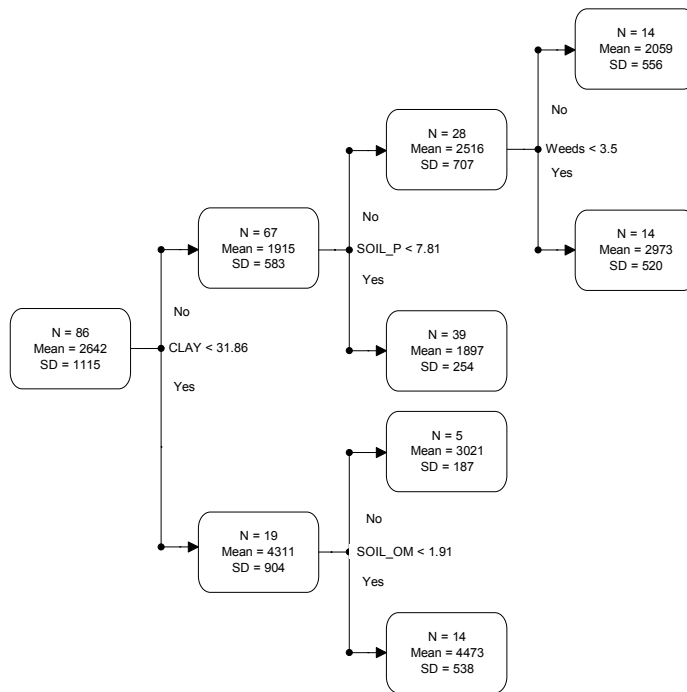 N = 14
Mean = 2059
SD = 556
No
N = 28
Mean = 2516
SD = 707
Weeds < 3.5
Yes
N = 67
Mean = 1915
SD = 583
No
SOIL_P < 7.81
Yes
N = 14
Mean = 2973
SD = 520
No
N = 86
Mean = 2642
SD = 1115
CLAY < 31.86
Yes
N = 39
Mean = 1897
SD = 254
N = 5
Mean = 3021
SD = 187
No
N = 19
Mean = 4311
SD = 904
SOIL_OM < 1.91
Yes
N = 14
Mean = 4473
SD = 538